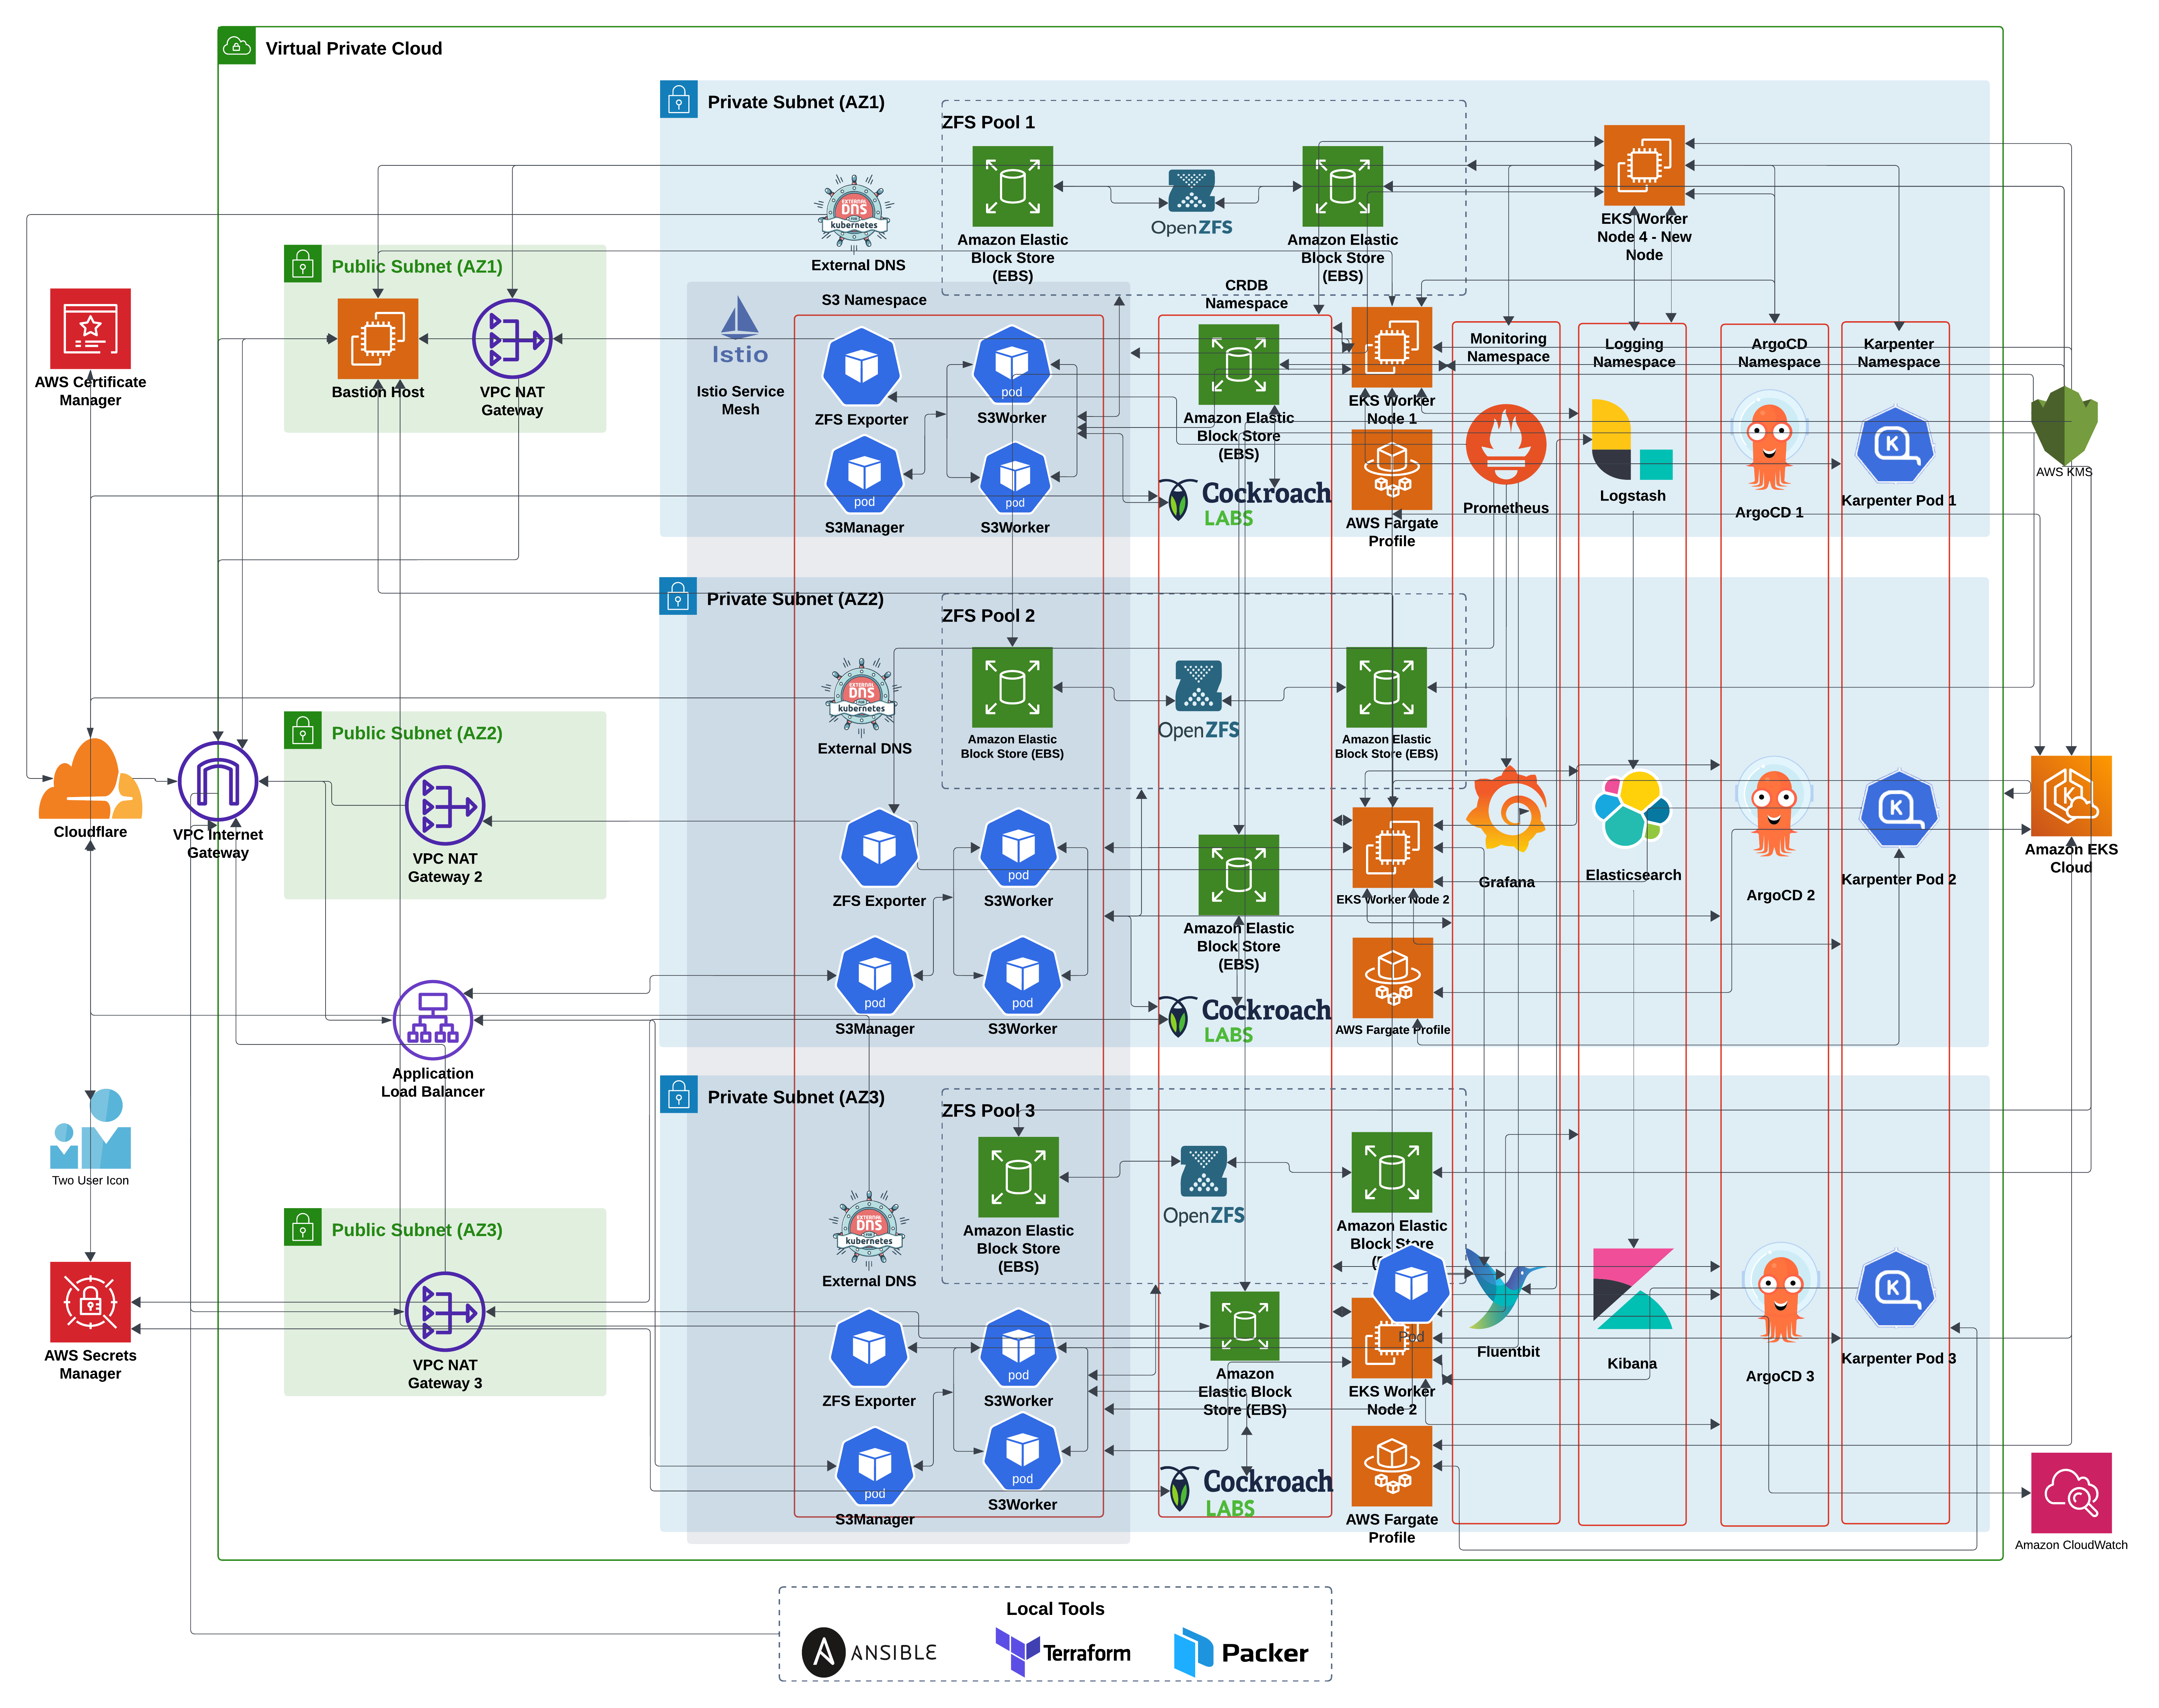 Virtual Private Cloud
Private Subnet (AZ1)
ZFS Pool 1
EXTERNAL
DNS
FOR
kubernetes
External DNS
Amazon Elastic
Block Store
(EBS)
OpenZFS
Amazon Elastic
Block Store
(EBS)
EKS Worker
Node 4 - New
Node
Public Subnet (AZ1)
Bastion Host
VPC NAT
Gateway
AWS Certificate
Manager
Istio
Istio Service
Mesh
S3 Namespace
ZFS Exporter
pod
S3Worker
pod
S3Manager
pod
S3Worker
CRDB
Namespace
Amazon Elastic
Block Store
(EBS)
Cockroach
LABS
EKS Worker
Node 1
AWS Fargate
Profile
Monitoring
Namespace
Prometheus
Logging
Namespace
Logstash
ArgoCD
Namespace
ArgoCD 1
Karpenter
Namespace
K
Karpenter Pod 1
AWS KMS
Private Subnet (AZ2)
ZFS Pool 2
EXTERNAL
DNS
FOR
kubernetes
External DNS
Amazon Elastic
Block Store (EBS)
OpenZFS
Amazon Elastic
Block Store (EBS)
Public Subnet (AZ2)
VPC NAT
Gateway 2
Cloudflare
VPC Internet
Gateway
ZFS Exporter
pod
S3Worker
pod
S3Manager
pod
S3Worker
Amazon Elastic
Block Store
(EBS)
Cockroach
LABS
EKS Worker Node 2
AWS Fargate Profile
Grafana
Elasticsearch
ArgoCD 2
K
Karpenter Pod 2
Amazon EKS
Cloud
Application
Load Balancer
Two User Icon
Private Subnet (AZ3)
ZFS Pool 3
EXTERNAL
DNS
FOR
kubernetes
External DNS
Amazon Elastic
Block Store
(EBS)
OpenZFS
Amazon Elastic
Block Store
Public Subnet (AZ3)
VPC NAT
Gateway 3
AWS Secrets
Manager
ZFS Exporter
pod
S3Worker
pod
S3Manager
pod
S3Worker
Amazon
Elastic Block
Store (EBS)
Cockroach
LABS
Pod
EKS Worker
Node 2
AWS Fargate
Profile
Fluentbit
Kibana
ArgoCD 3
K
Karpenter Pod 3
Amazon CloudWatch
Local Tools
ANSIBLE
Terraform
Packer